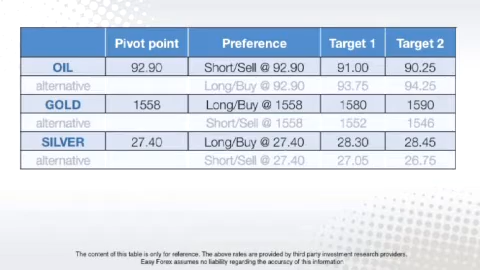 Pivot point Preference Target 1 Target 2
OIL 92.90 Short/Sell @ 92.90 91.00 90.25
alternative Long/Buy @ 92.90 93.75 94.25
GOLD 1558 Long/Buy @ 1558 1580 1590
alternative Short/Sell @ 1558 1552 1546
SILVER 27.40 Long/Buy @ 27.40 28.30 28.45
alternative Short/Sell @ 27.40 27.05 26.75
The content of this table is only for reference. The above rates are provided by third party investment research providers.
Easy Forex assumes no liability regarding the accuracy of this information